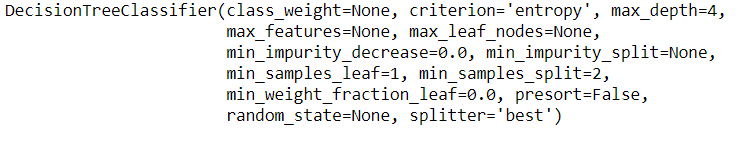 DecisionTreeClassifier(class_weight=None, criterion='entropy', max_depth=4,
max_features=None, max_leaf_nodes=None,
min_impurity_decrease=0.0, min_impurity_split=None,
min_samples_leaf=1, min_samples_split=2,
min_weight_fraction_leaf=0.0, presort=False,
random_state=None, splitter='best')